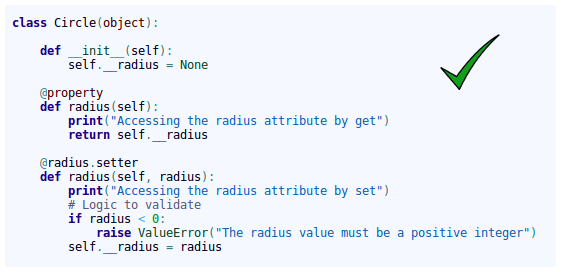 class Circle(object):
    def __init__(self):
        self.__radius = None
    @property
    def radius(self):
        print("Accessing the radius attribute by get")
        return self.__radius
    @radius.setter
    def radius(self, radius):
        print("Accessing the radius attribute by set")
        # Logic to validate
        if radius < 0:
            raise ValueError("The radius value must be a positive integer")
        self.__radius = radius